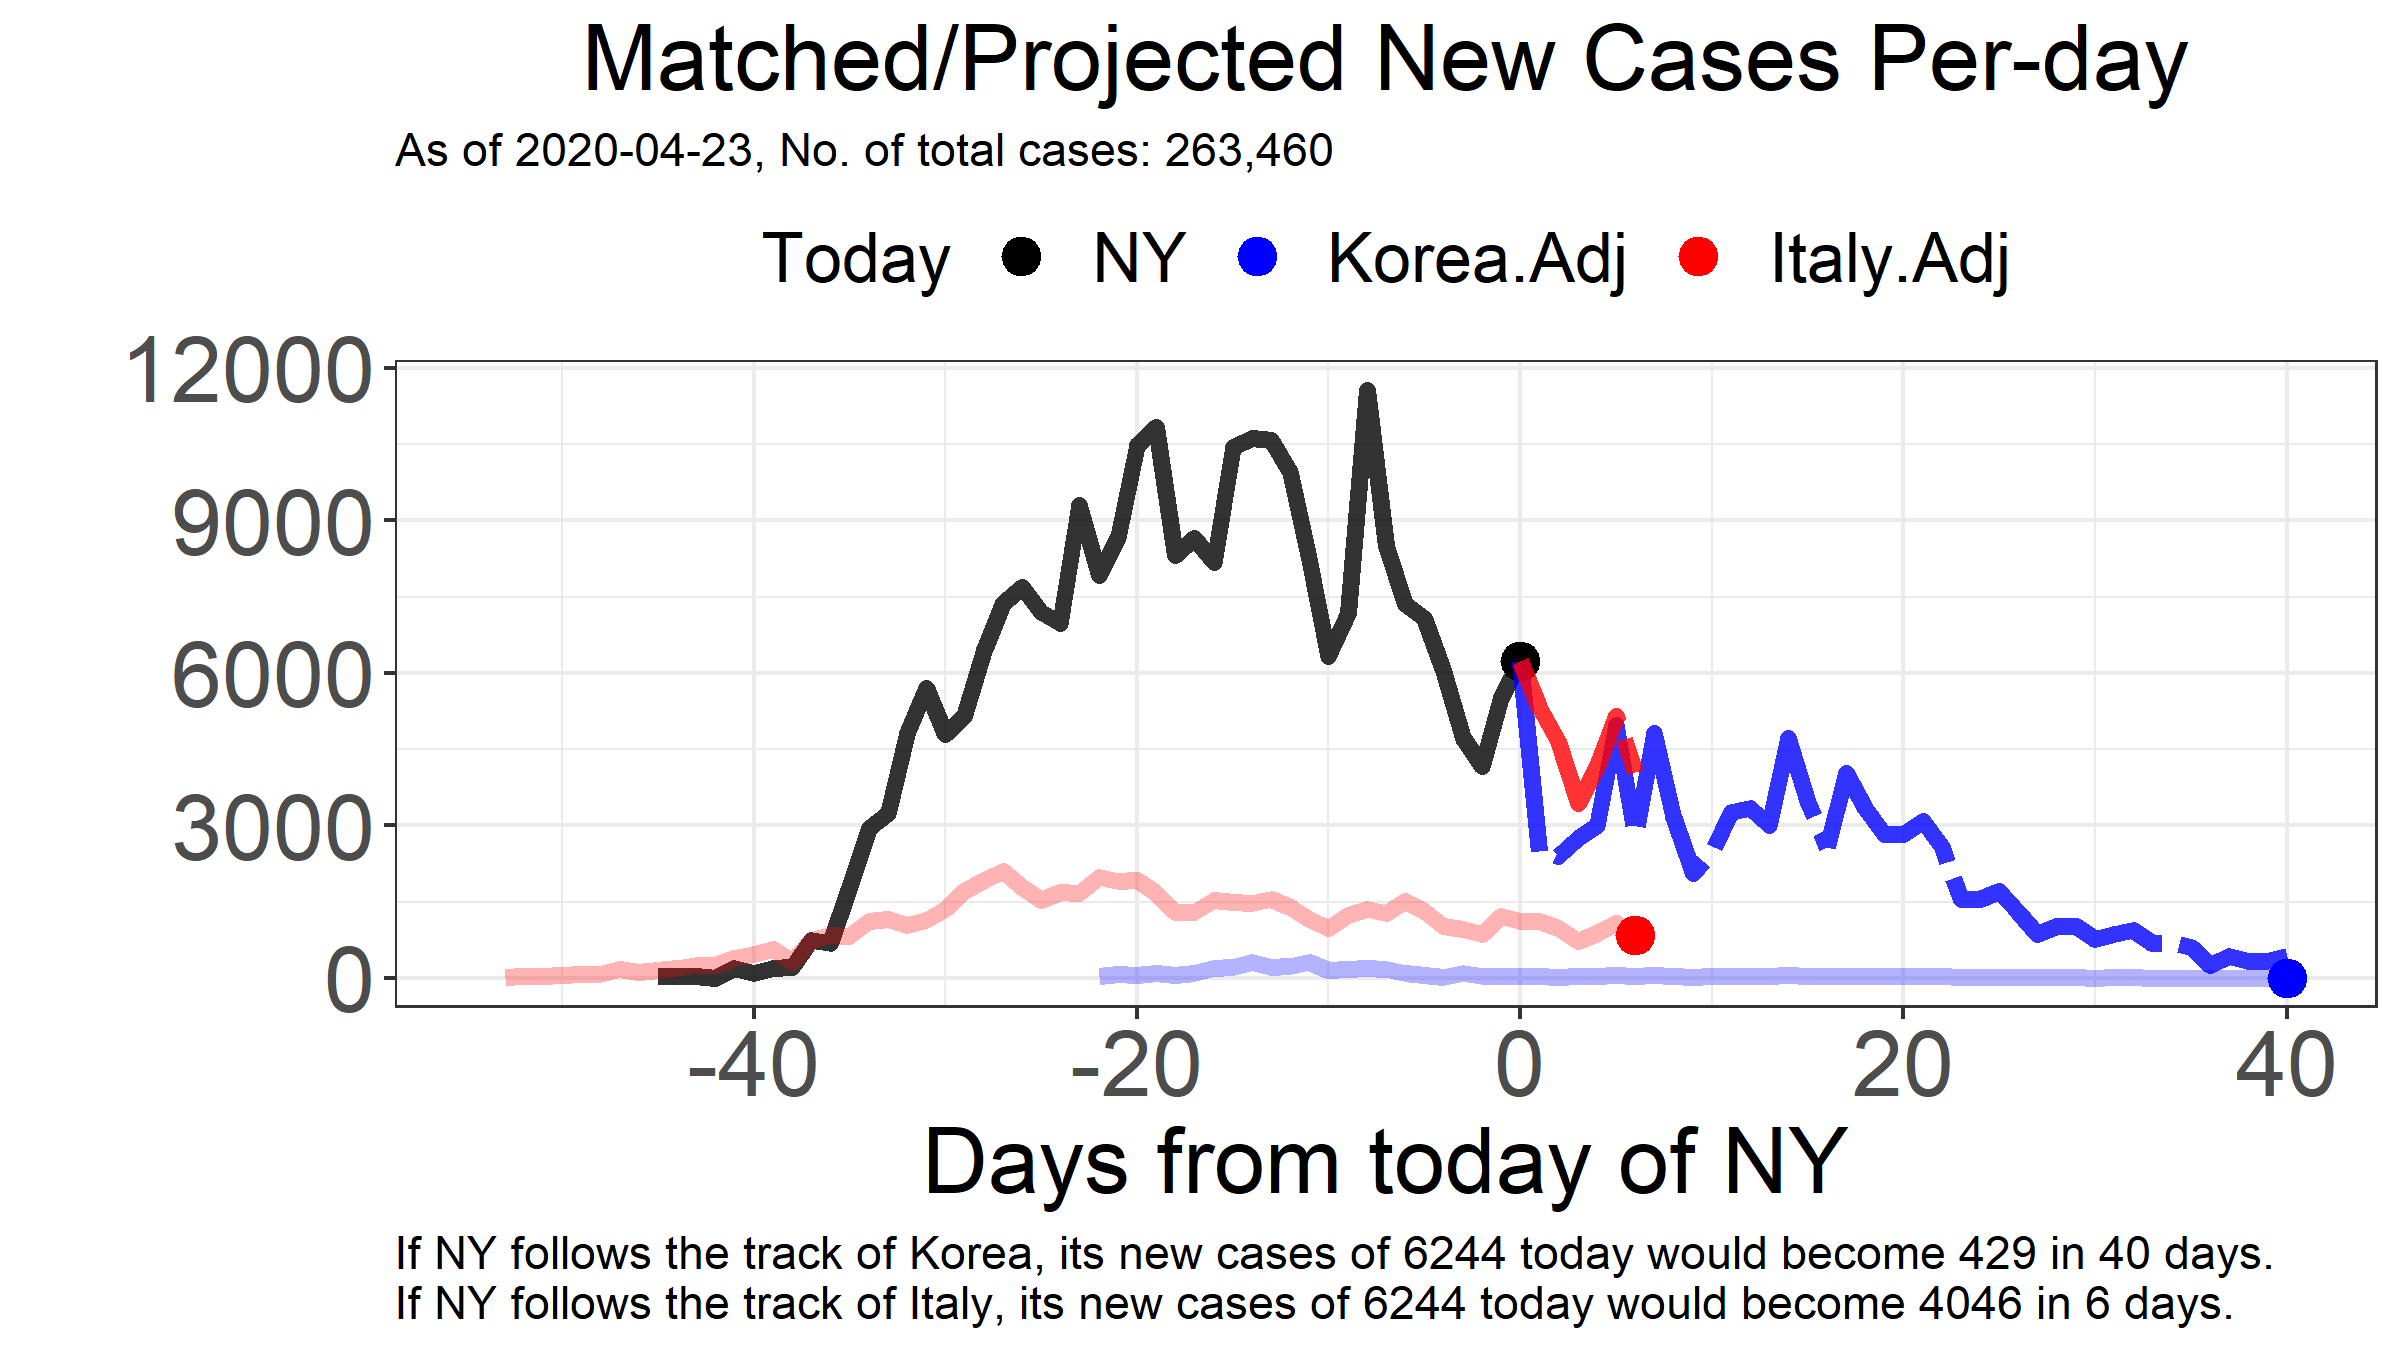 Matched/Projected New Cases Per-day
As of 2020-04-23, No. of total cases: 263,460
Today NY Korea.Adj Italy.Adj
12000
9000
6000
3000
0
-40 -20 0 20 40
Days from today of NY
If NY follows the track of Korea, its new cases of 6244 today would become 429 in 40 days.
If NY follows the track of Italy, its new cases of 6244 today would become 4046 in 6 days.